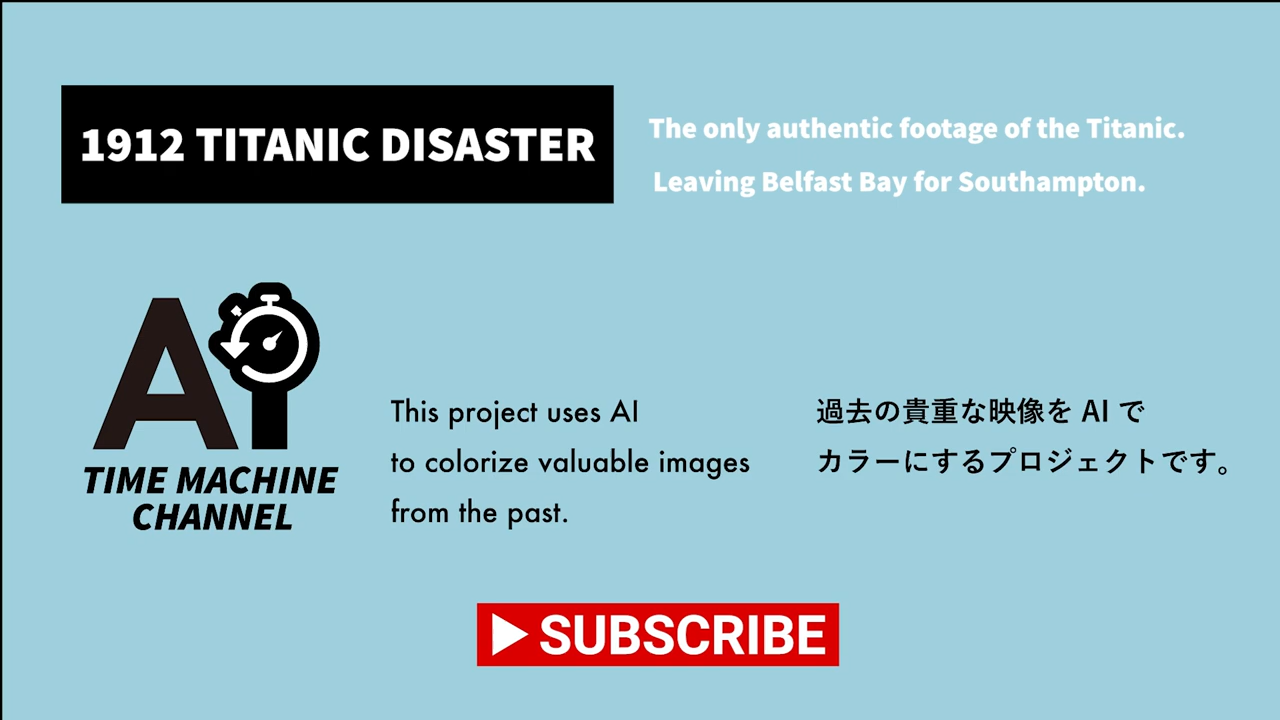 1912 TITANIC DISASTER
The only authentic footage of the Titanic.
Leaving Belfast Bay for Southampton.
AI
TIME MACHINE
CHANNEL
This project uses AI
to colorize valuable images
from the past.
過去の貴重な映像を AI で
カラーにするプロジェクトです。
SUBSCRIBE